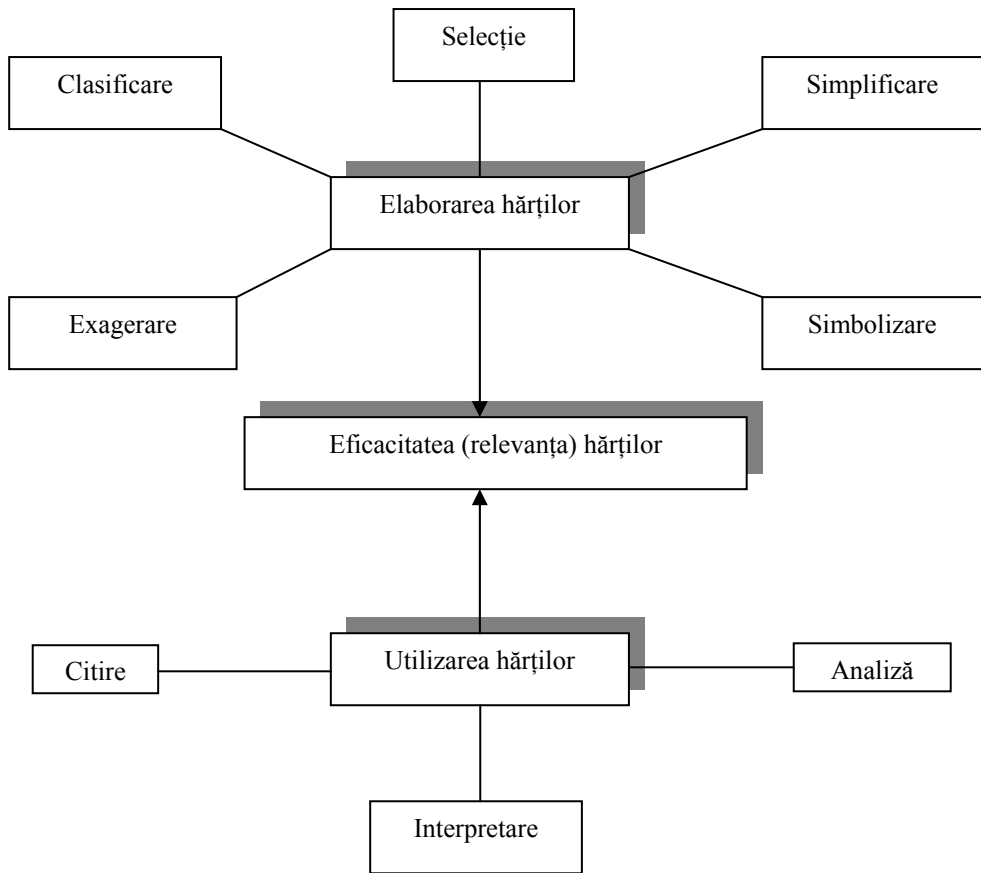 Selecție
Clasificare
Simplificare
Elaborarea hărților
Exagerare
Simbolizare
Eficacitatea (relevanța) hărților
Utilizarea hărților
Citire
Analiză
Interpretare